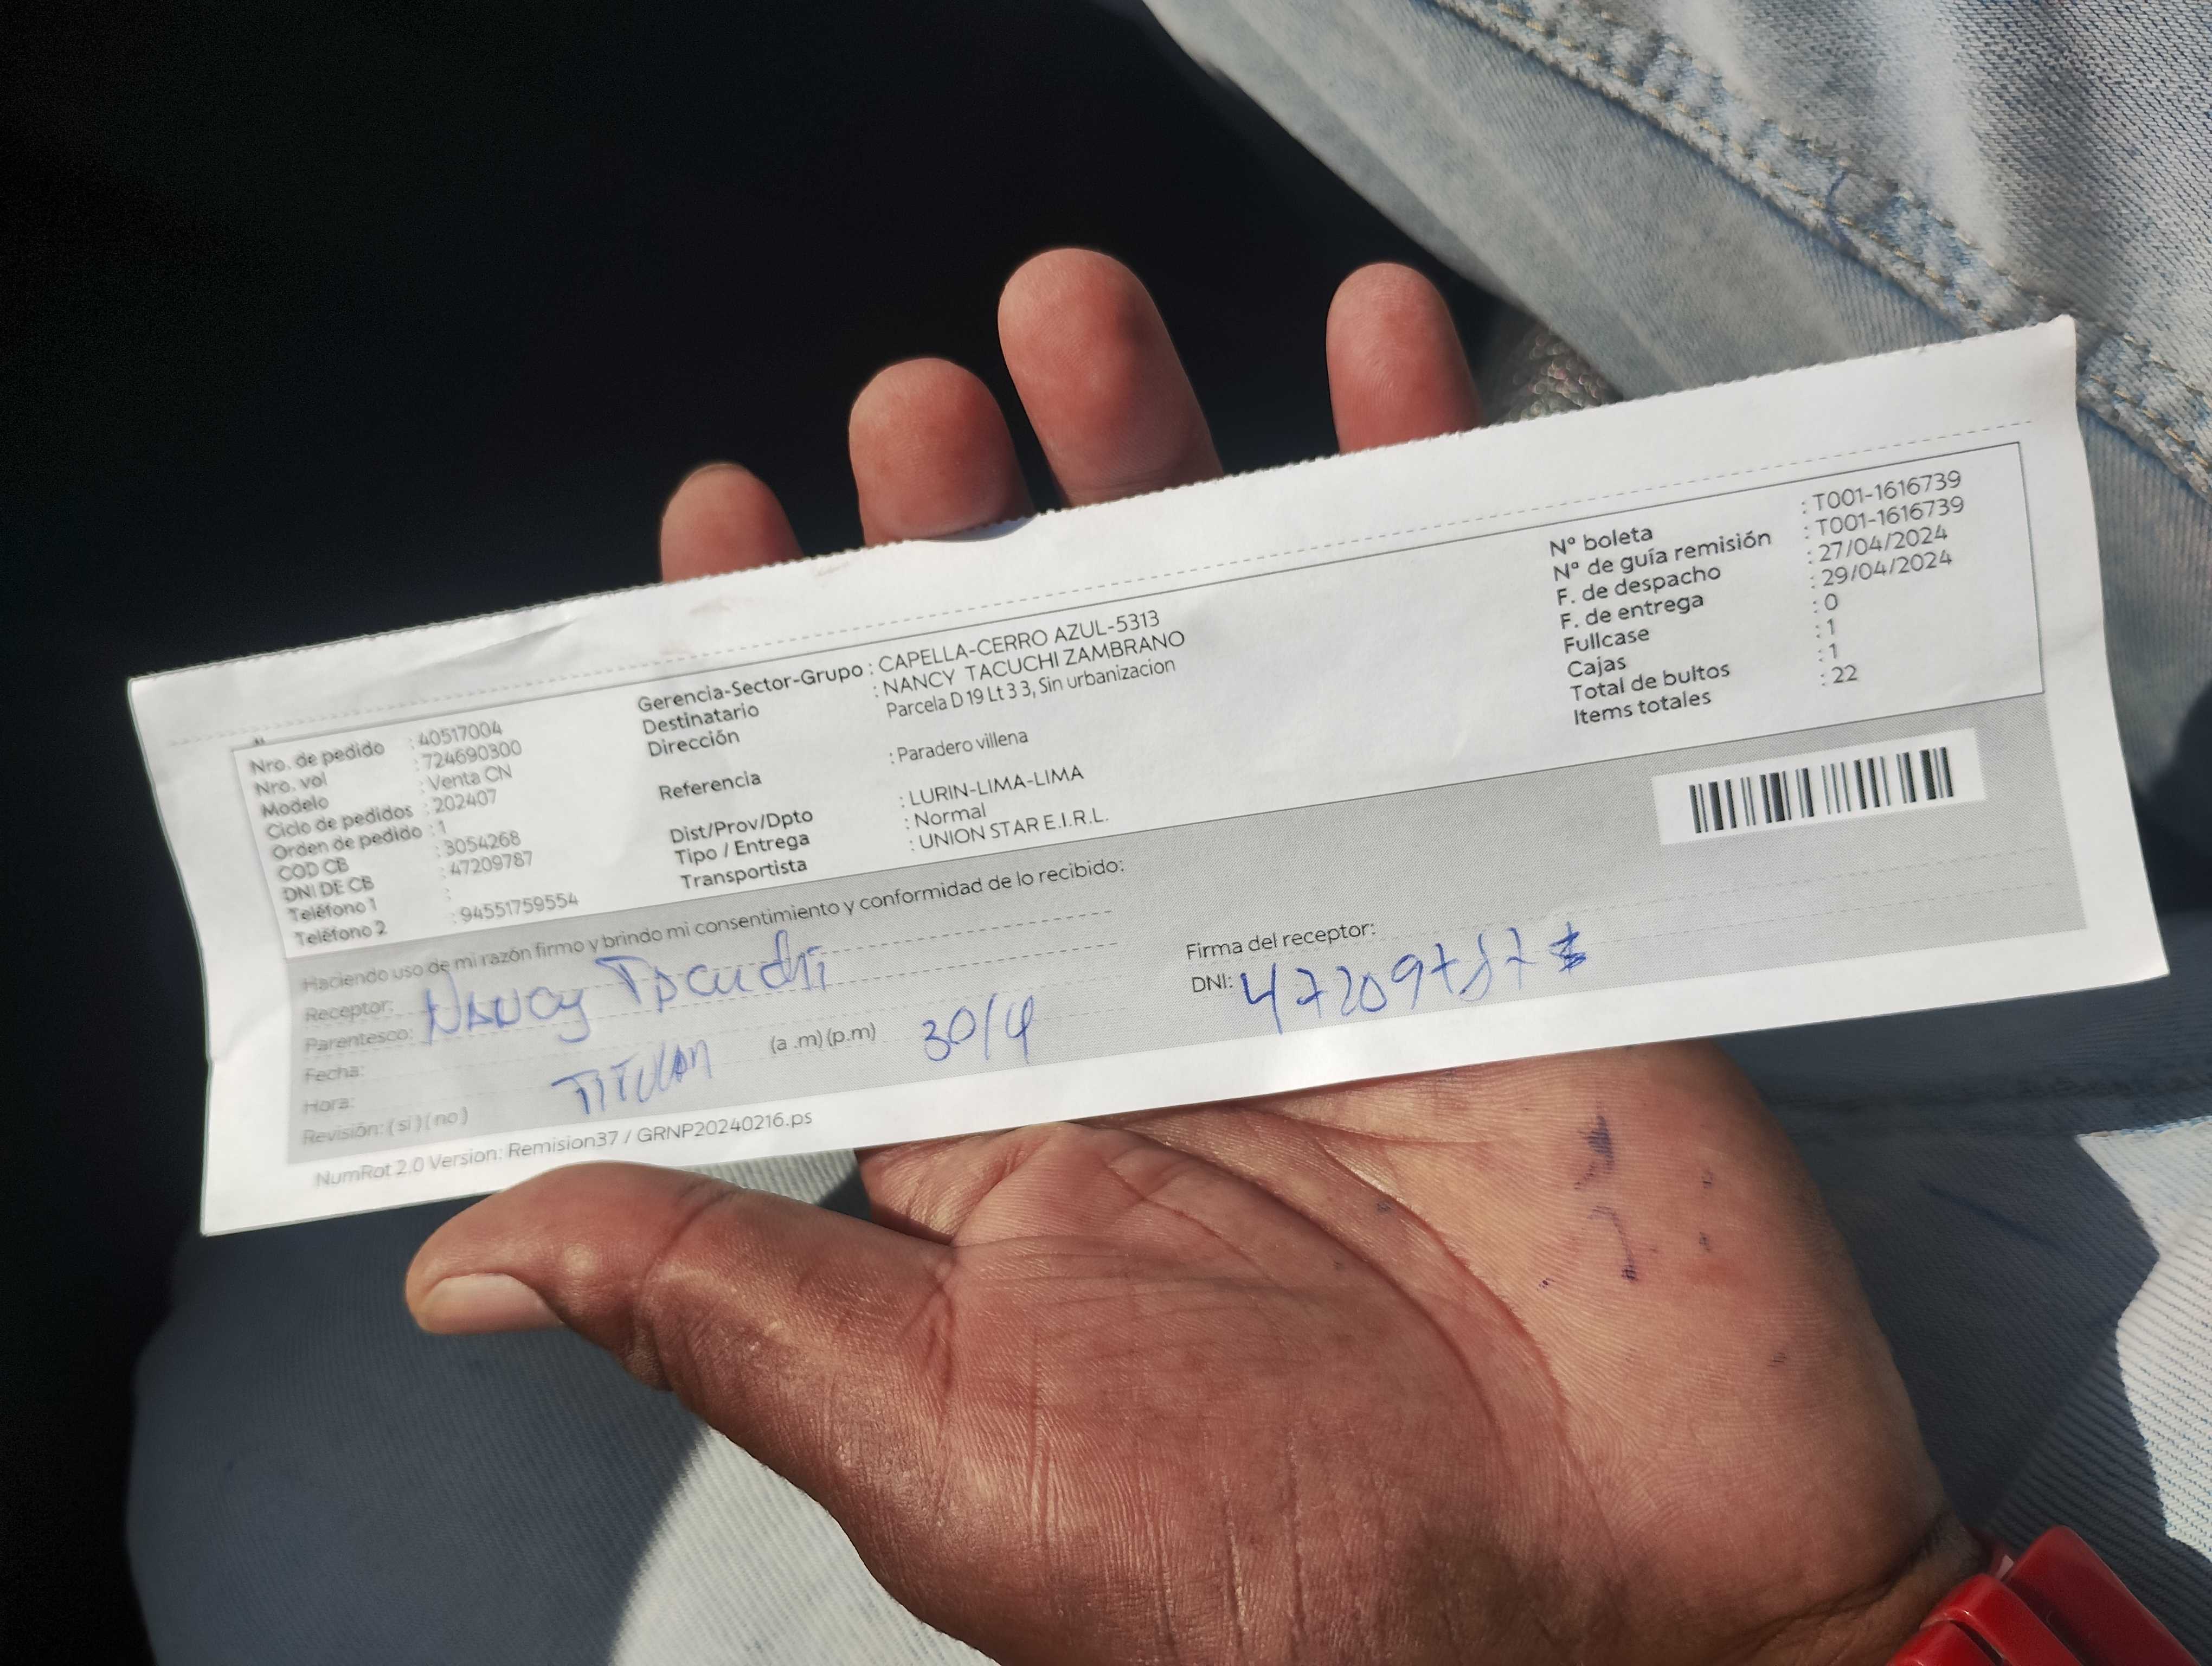 Nro. de pedido : 40517004
Nro. vol : 724690300
Modelo : Venta CN
Ciclo de pedidos : 202407
Orden de pedido : 1
COD CB : 3054268
DNI DE CB : 47209787
Teléfono 1 :
Teléfono 2 : 94551759554
Gerencia-Sector-Grupo : CAPELLA-CERRO AZUL-5313
Destinatario : NANCY TACUCHI ZAMBRANO
Dirección Parcela D 19 Lt 3 3, Sin urbanizacion
Referencia : Paradero villena
Dist/Prov/Dpto : LURIN-LIMA-LIMA
Tipo / Entrega : Normal
Transportista : UNION STAR E.I.R.L.
N° boleta : T001-1616739
N° de guía remisión : T001-1616739
F. de despacho : 27/04/2024
F. de entrega : 29/04/2024
Fullcase : 0
Cajas : 1
Total de bultos : 1
Items totales : 22
Haciendo uso de mi razón firmo y brindo mi consentimiento y conformidad de lo recibido:
Receptor: Nancy Tacuchi
Parentesco:
Fecha:
Hora: TITULAR (a .m) (p.m) 30/4
Revisión: ( si ) ( no )
Firma del receptor:
DNI: 47209787
NumRot 2.0 Version: Remision37 / GRNP20240216.ps